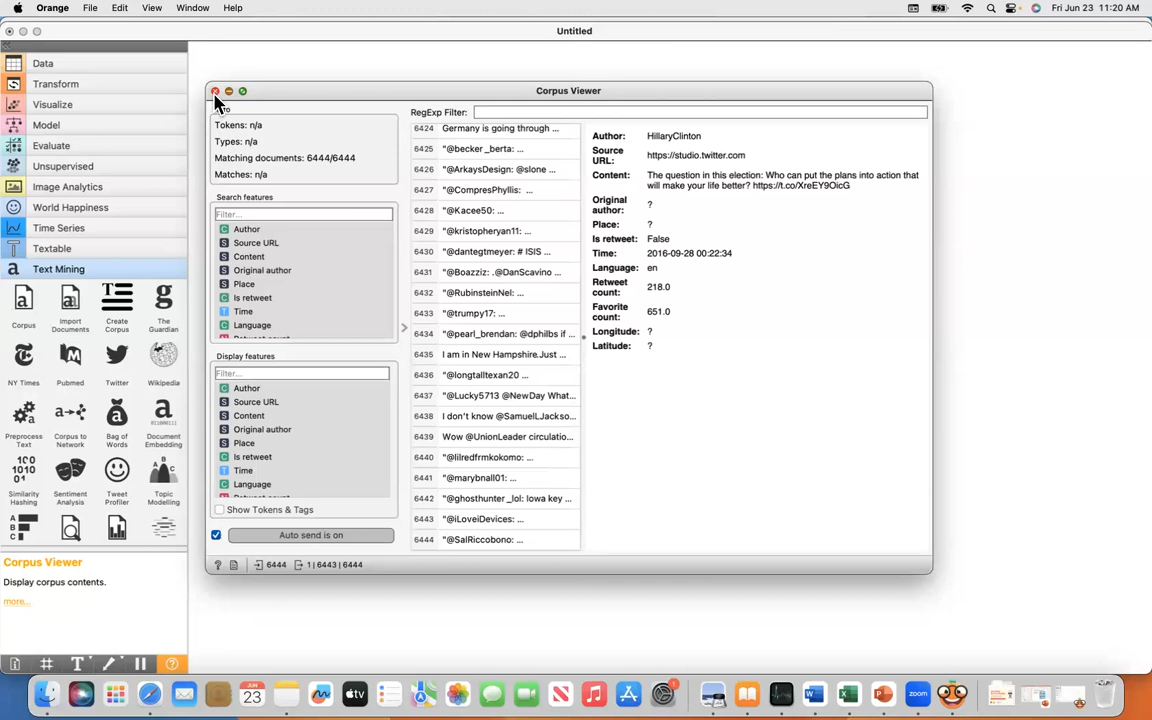 Orange File Edit View Window Help Fri Jun 23 11:20 AM
Untitled
Data
Transform
Visualize
Model
Evaluate
Unsupervised
Image Analytics
World Happiness
Time Series
Textable
Text Mining
Corpus
Import Documents
Create Corpus
The Guardian
NY Times
Pubmed
Twitter
Wikipedia
Preprocess Text
Corpus to Network
Bag of Words
Document Embedding
Similarity Hashing
Sentiment Analysis
Tweet Profiler
Topic Modelling
Corpus Viewer
Display corpus contents.
more...
Corpus Viewer
Tokens: n/a
Types: n/a
Matching documents: 6444/6444
Matches: n/a
Search features
Filter...
Author
Source URL
Content
Original author
Place
Is retweet
Time
Language
Display features
Filter...
Author
Source URL
Content
Original author
Place
Is retweet
Time
Language
Show Tokens & Tags
Auto send is on
6444 1 | 6443 | 6444
RegExp Filter:
6424 Germany is going through ...
6425 "@becker_berta: ...
6426 "@ArkaysDesign: @slone ...
6427 "@CompresPhyllis: ...
6428 "@Kacee50: ...
6429 "@kristopheryan11: ...
6430 "@dantegtmeyer: # ISIS ...
6431 "@Boazziz: .@DanScavino ...
6432 "@RubinsteinNel: ...
6433 "@trumpy17: ...
6434 "@pearl_brendan: @dphilbs if ...
6435 I am in New Hampshire.Just ...
6436 "@longtalltexan20 ...
6437 "@Lucky5713 @NewDay What...
6438 I don't know @SamuelLJackso...
6439 Wow @UnionLeader circulatio...
6440 "@lilredfrmkokomo: ...
6441 "@marybnall01: ...
6442 "@ghosthunter_lol: Iowa key ...
6443 "@iLoveiDevices: ...
6444 "@SalRiccobono: ...
Author: HillaryClinton
Source URL: https://studio.twitter.com
Content: The question in this election: Who can put the plans into action that
will make your life better? https://t.co/XreEY9OicG
Original author: ?
Place: ?
Is retweet: False
Time: 2016-09-28 00:22:34
Language: en
Retweet count: 218.0
Favorite count: 651.0
Longitude: ?
Latitude: ?
JUN
23
tv
zoom